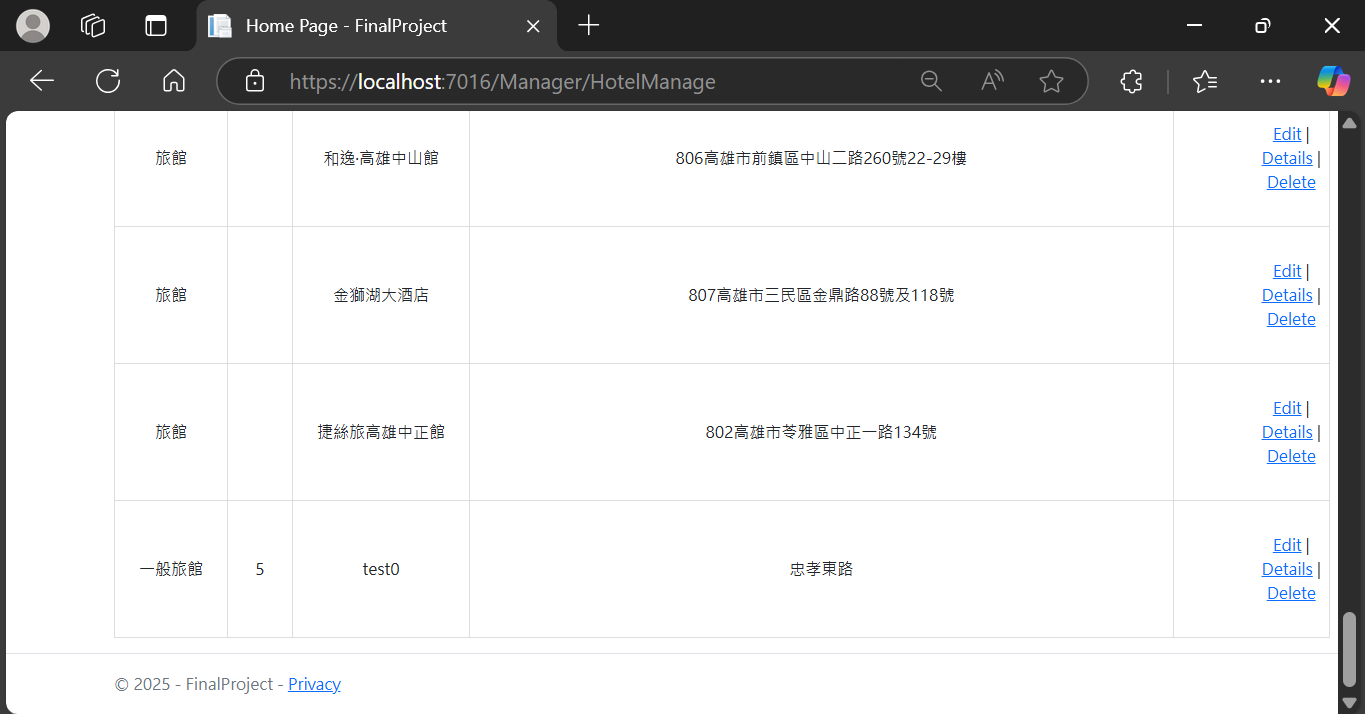 Home Page - FinalProject
https://localhost:7016/Manager/HotelManage
旅館 和逸·高雄中山館 806高雄市前鎮區中山二路260號22-29樓
Edit |
Details |
Delete
旅館 金獅湖大酒店 807高雄市三民區金鼎路88號及118號
Edit |
Details |
Delete
旅館 捷絲旅高雄中正館 802高雄市苓雅區中正一路134號
Edit |
Details |
Delete
一般旅館 5 test0 忠孝東路
Edit |
Details |
Delete
© 2025 - FinalProject - Privacy